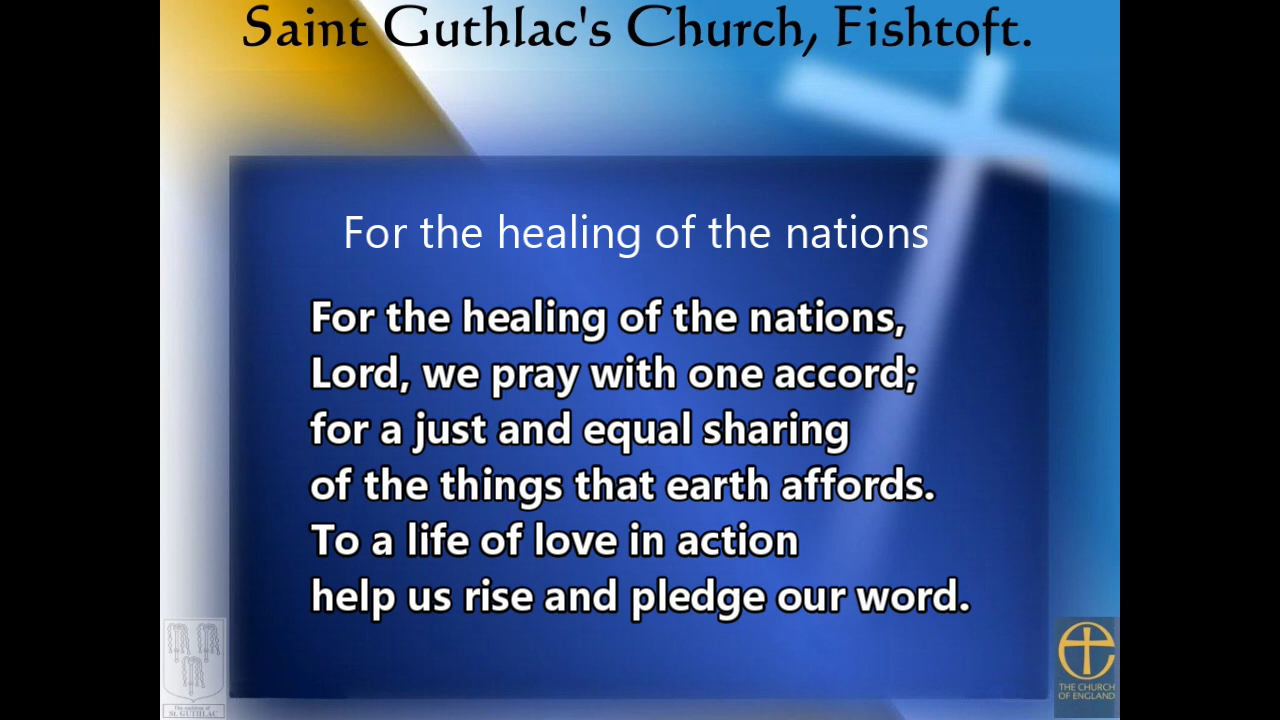 Saint Guthlac's Church, Fishtoft.
For the healing of the nations
For the healing of the nations,
Lord, we pray with one accord;
for a just and equal sharing
of the things that earth affords.
To a life of love in action
help us rise and pledge our word.
St. GUTHLAC
THE CHURCH
OF ENGLAND